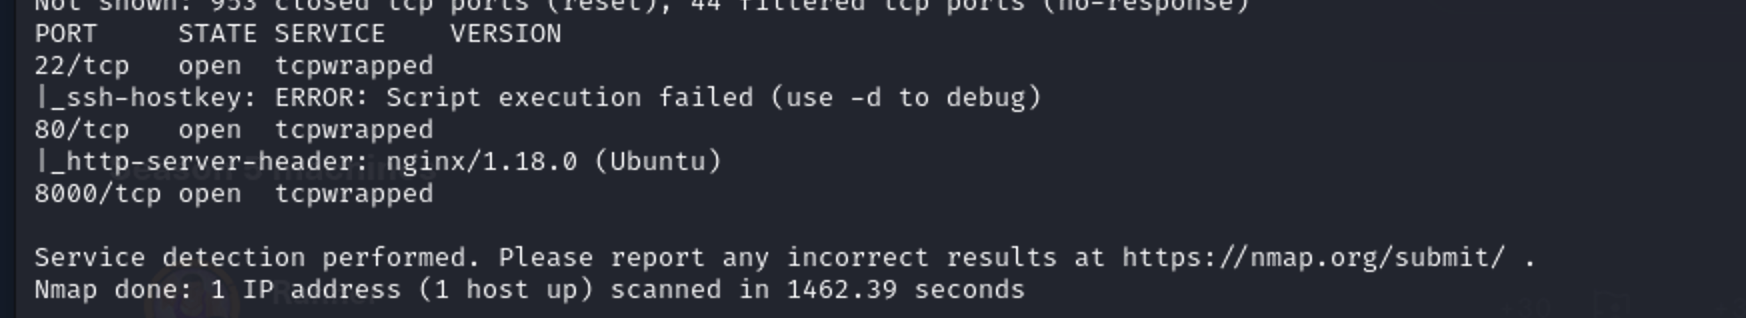 Not shown: 953 closed tcp ports (reset), 44 filtered tcp ports (no-response)
PORT     STATE SERVICE    VERSION
22/tcp   open  tcpwrapped
|_ssh-hostkey: ERROR: Script execution failed (use -d to debug)
80/tcp   open  tcpwrapped
|_http-server-header: nginx/1.18.0 (Ubuntu)
8000/tcp open  tcpwrapped
Service detection performed. Please report any incorrect results at https://nmap.org/submit/ .
Nmap done: 1 IP address (1 host up) scanned in 1462.39 seconds